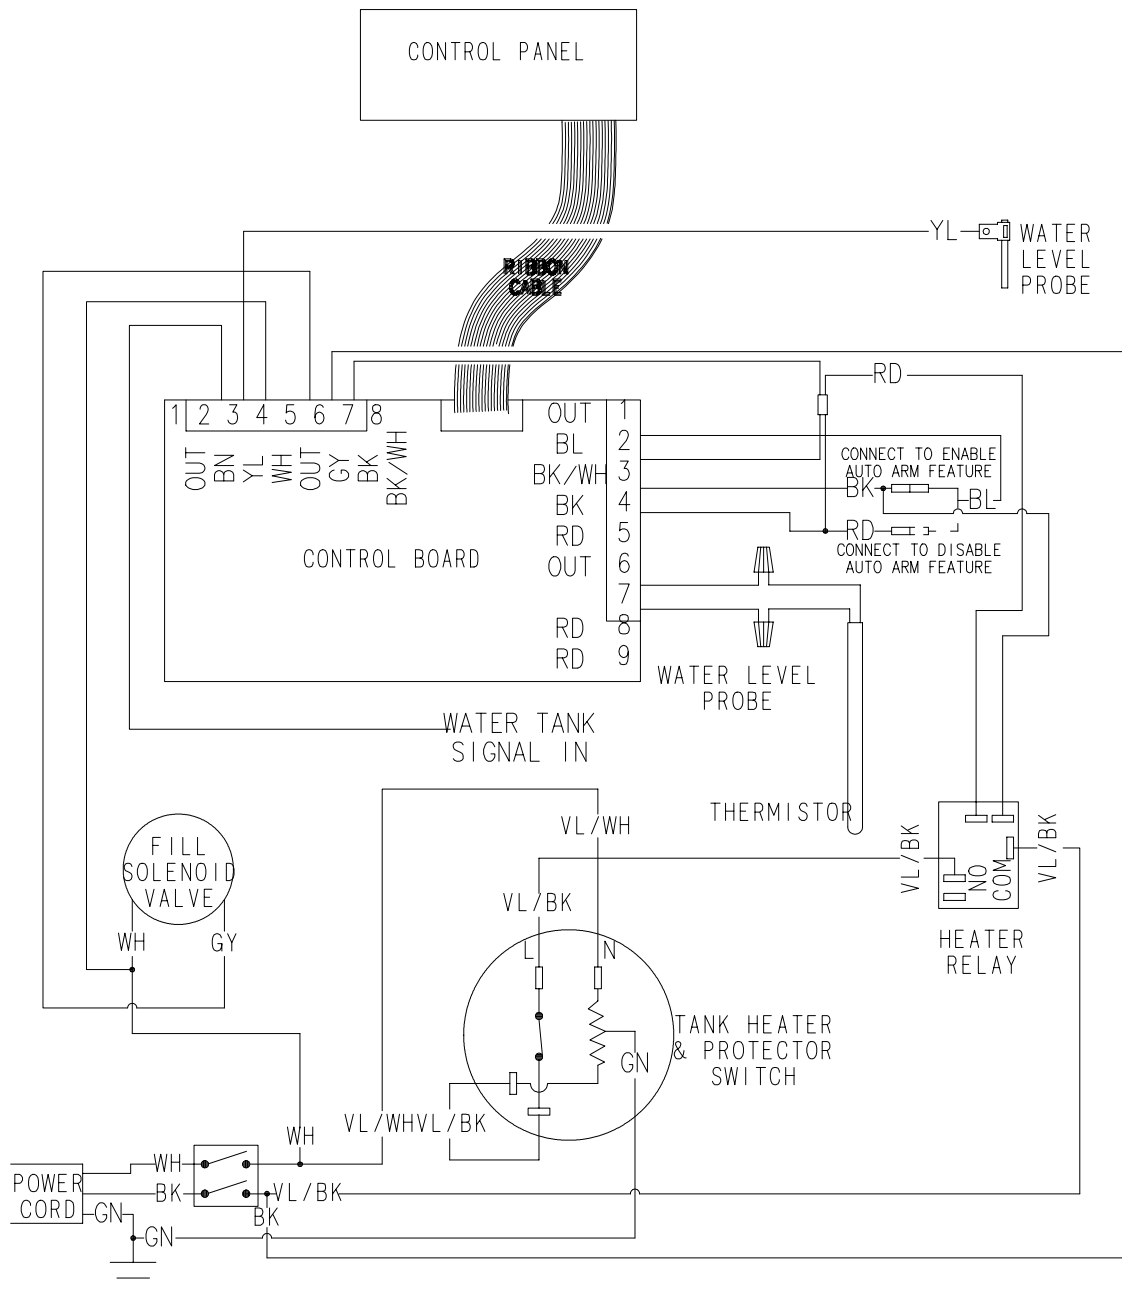 CONTROL PANEL
YL
WATER
LEVEL
PROBE
RIBBON
CABLE
RD
1 2 3 4 5 6 7 8
OUT
BN
YL
WH
OUT
GY
BK
BK/WH
OUT 1
BL 2
BK/WH 3
BK 4
RD 5
OUT 6
7
RD 8
RD 9
CONTROL BOARD
CONNECT TO ENABLE
AUTO ARM FEATURE
BK
BL
RD
CONNECT TO DISABLE
AUTO ARM FEATURE
WATER LEVEL
PROBE
WATER TANK
SIGNAL IN
THERMISTOR
FILL
SOLENOID
VALVE
WH
GY
VL/WH
VL/BK
VL/BK
NO
COM
VL/BK
HEATER
RELAY
L
N
TANK HEATER
& PROTECTOR
SWITCH
GN
VL/WH
VL/BK
WH
WH
POWER
CORD
BK
VL/BK
GN
BK
GN